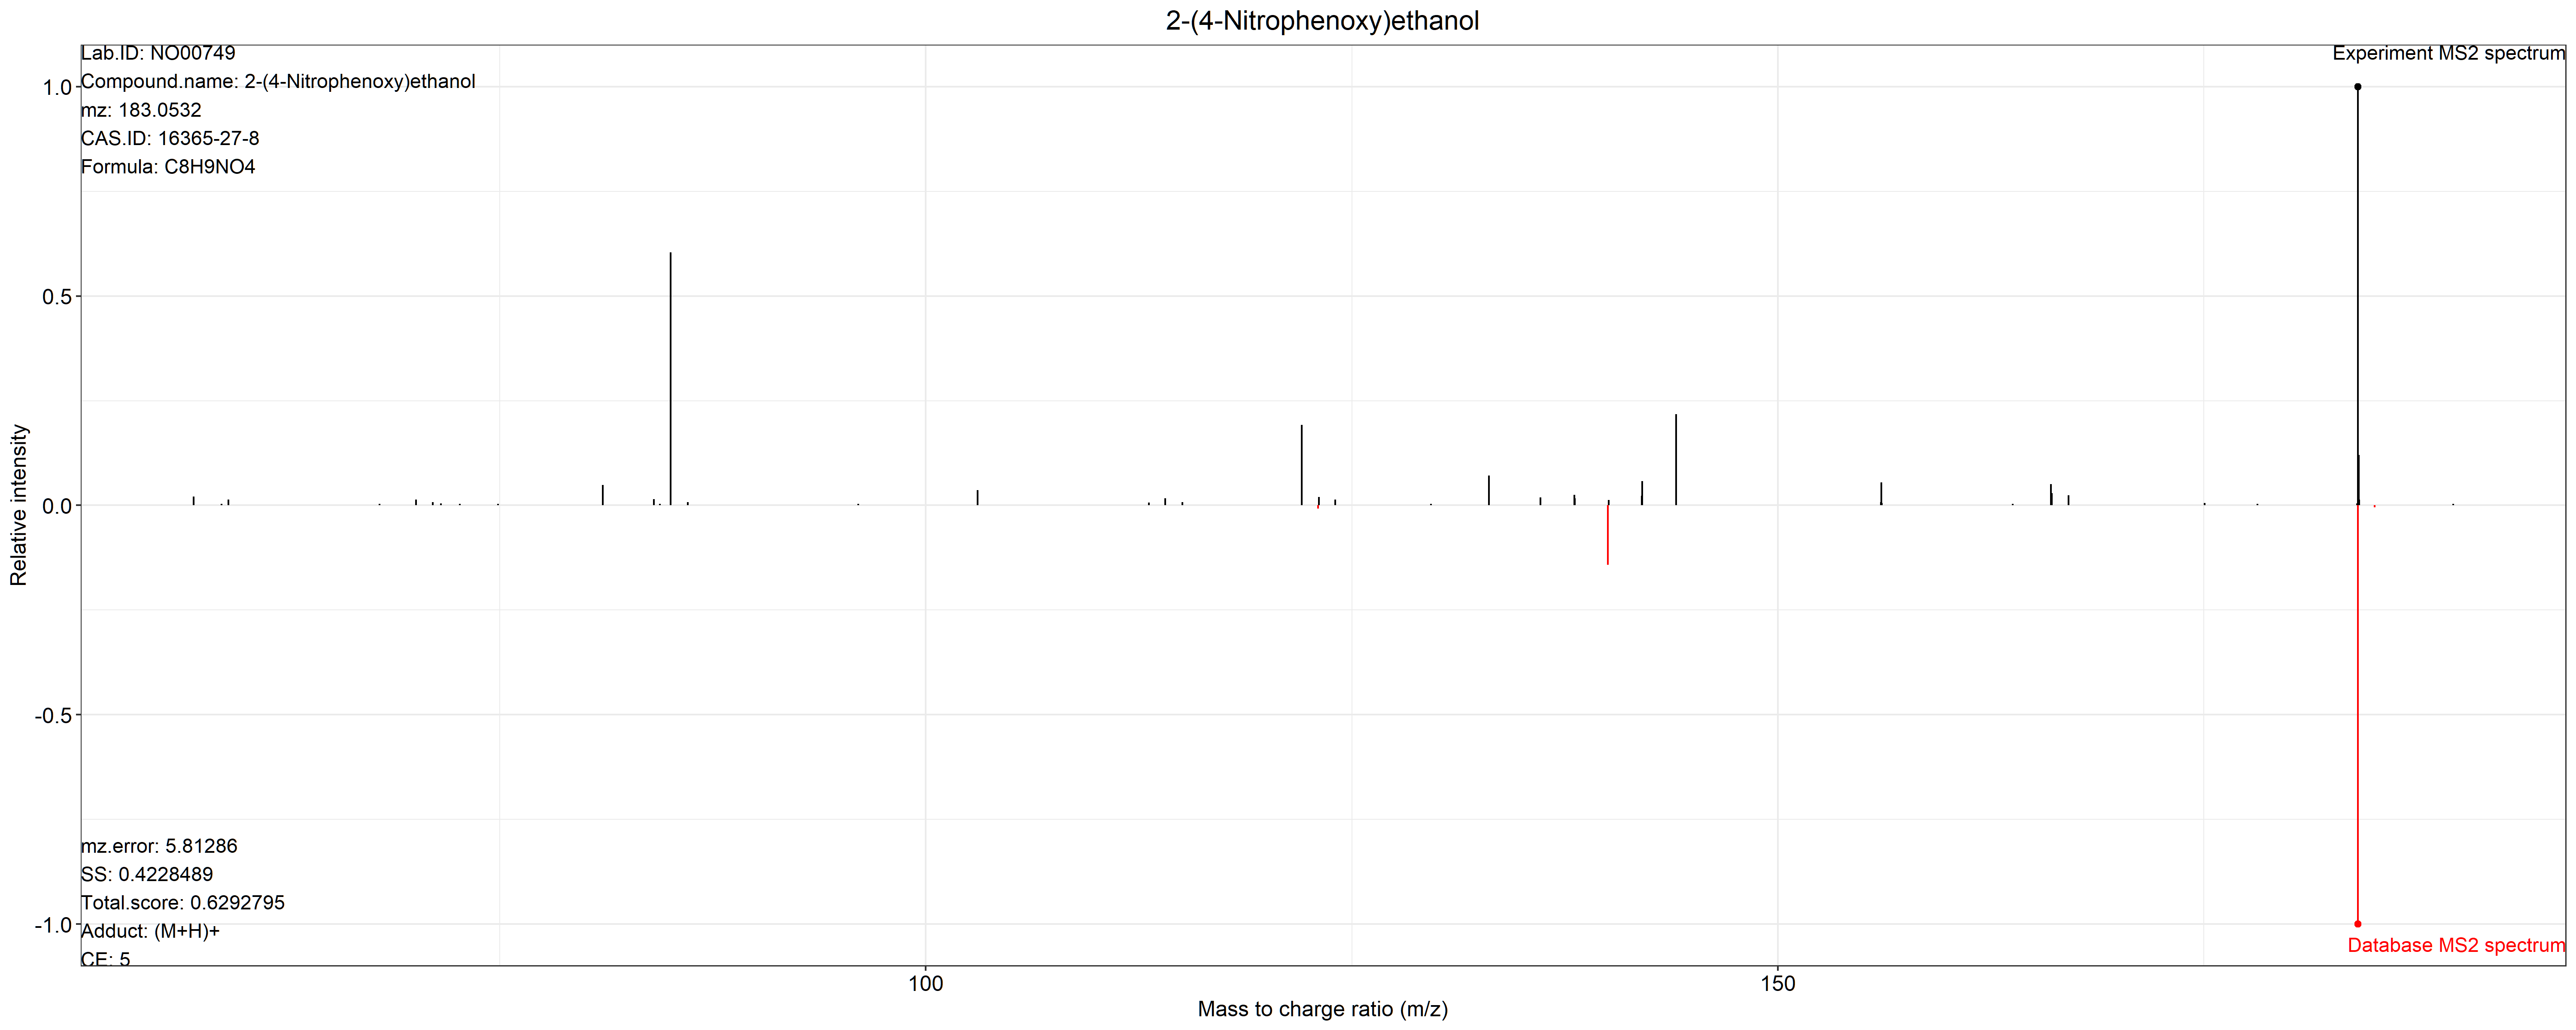 2-(4-Nitrophenoxy)ethanol
Lab.ID: NO00749
Experiment MS2 spectrum
Compound.name: 2-(4-Nitrophenoxy)ethanol
mz: 183.0532
CAS.ID: 16365-27-8
Formula: C8H9NO4
1.0
0.5
0.0
-0.5
-1.0
Relative intensity
mz.error: 5.81286
SS: 0.4228489
Total.score: 0.6292795
Adduct: (M+H)+
CE: 5
Database MS2 spectrum
100
150
Mass to charge ratio (m/z)